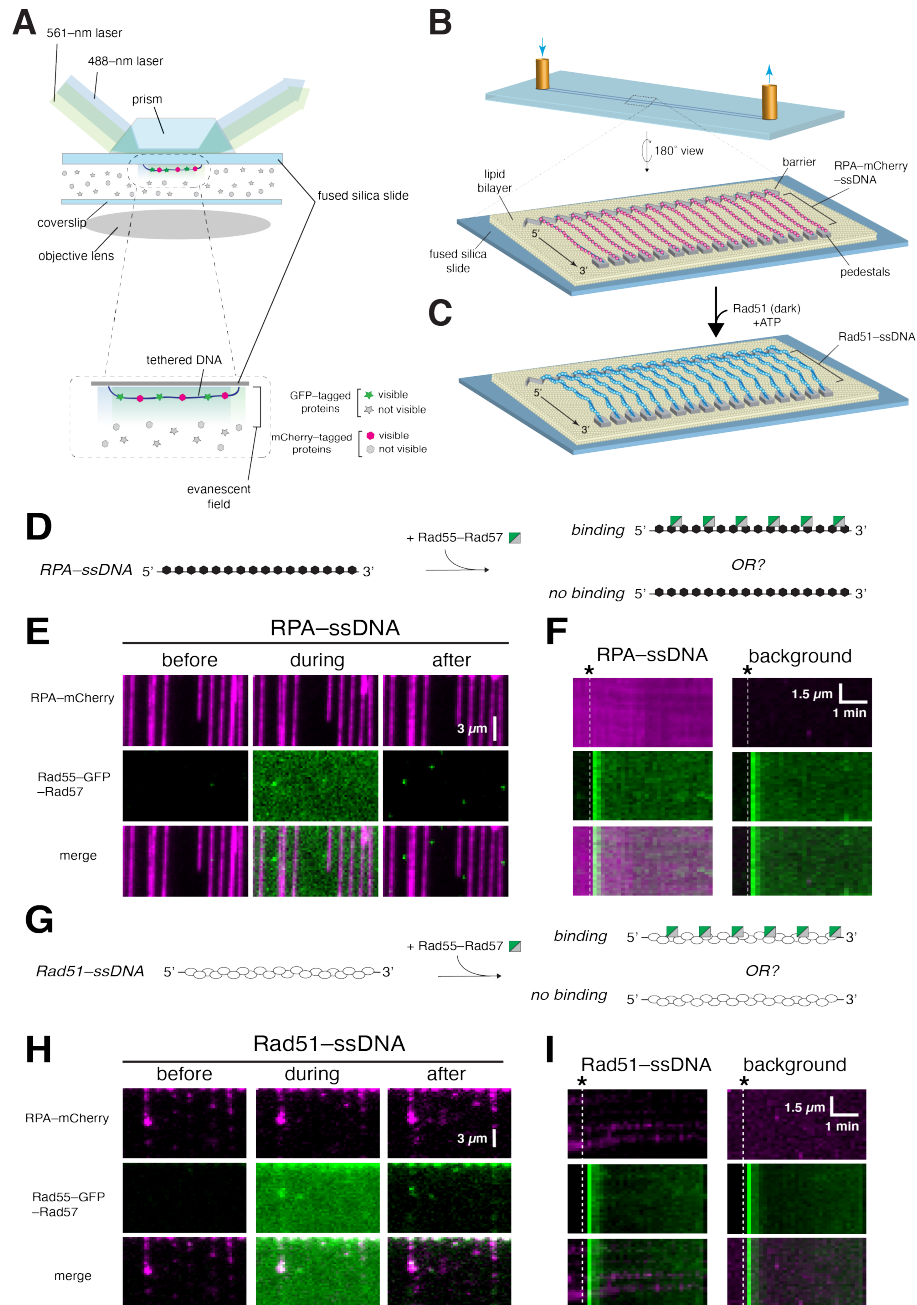 A
561–nm laser
488–nm laser
prism
fused silica slide
coverslip
objective lens
tethered DNA
GFP–tagged
proteins
visible
not visible
mCherry–tagged
proteins
visible
not visible
evanescent
field
B
180˚ view
lipid
bilayer
barrier
RPA–mCherry
–ssDNA
5’
3’
fused silica
slide
pedestals
Rad51 (dark)
+ATP
C
Rad51–ssDNA
5’
3’
D
RPA–ssDNA
5’
3’
+ Rad55–Rad57
binding
5’
3’
OR?
no binding
5’
3’
E
RPA–ssDNA
before
during
after
RPA–mCherry
3 µm
Rad55–GFP
–Rad57
merge
F
RPA–ssDNA
background
*
*
1.5 µm
1 min
G
Rad51–ssDNA
5’
3’
+ Rad55–Rad57
binding
5’
3’
OR?
no binding
5’
3’
H
Rad51–ssDNA
before
during
after
RPA–mCherry
3 µm
Rad55–GFP
–Rad57
merge
I
Rad51–ssDNA
background
*
*
1.5 µm
1 min